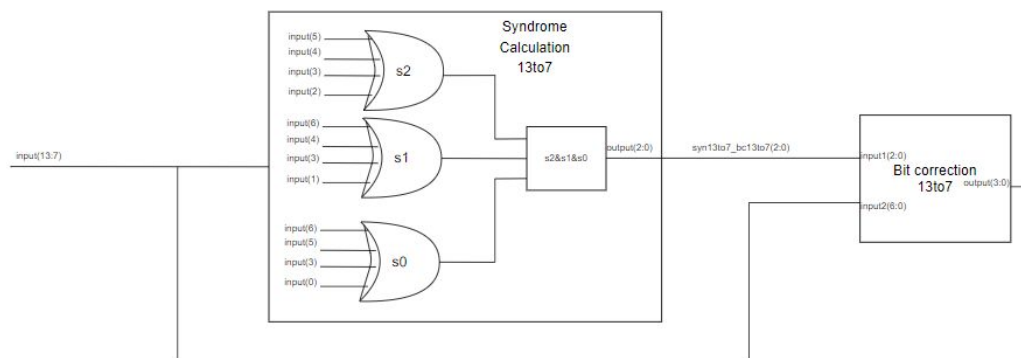 Syndrome
Calculation
13to7
input(5)
input(4)
input(3)
input(2)
s2
input(6)
input(4)
input(3)
input(1)
s1
input(6)
input(5)
input(3)
input(0)
s0
s2&s1&s0
output(2:0)
input(13:7)
syn13to7_bc13to7(2:0)
input1(2:0)
Bit correction
13to7
output(3:0)
input2(6:0)